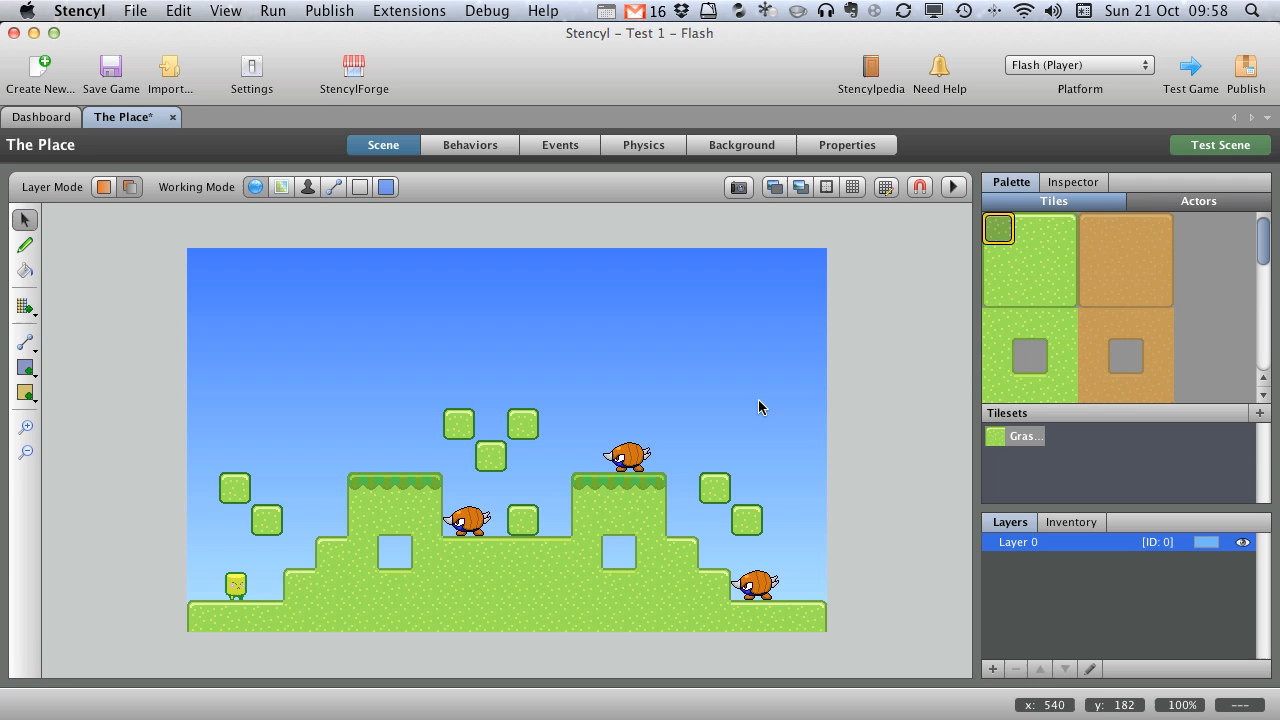 Stencyl File Edit View Run Publish Extensions Debug Help 16 Sun 21 Oct 09:58
Stencyl – Test 1 – Flash
Create New... Save Game Import... Settings StencylForge Stencylpedia Need Help Flash (Player) Platform Test Game Publish
Dashboard The Place*
The Place Scene Behaviors Events Physics Background Properties Test Scene
Layer Mode Working Mode Palette Inspector
Tiles Actors
Tilesets
Gras...
Layers Inventory
Layer 0 [ID: 0]
x: 540 y: 182 100% ---